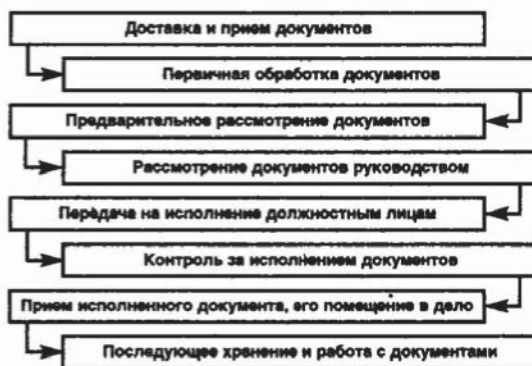 Доставка и прием документов
Первичная обработка документов
Предварительное рассмотрение документов
Рассмотрение документов руководством
Передача на исполнение должностным лицам
Контроль за исполнением документов
Прием исполненного документа, его помещение в дело
Последующее хранение и работа с документами